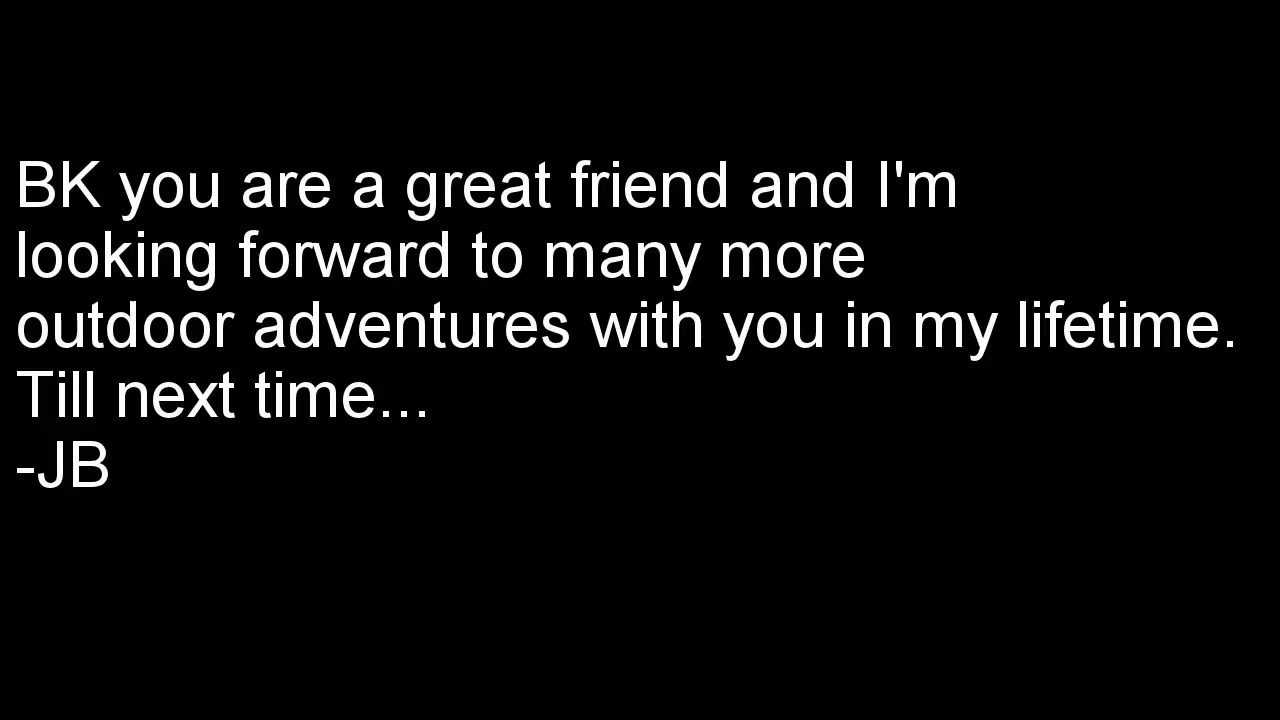 BK you are a great friend and I'm
looking forward to many more
outdoor adventures with you in my lifetime.
Till next time...
-JB